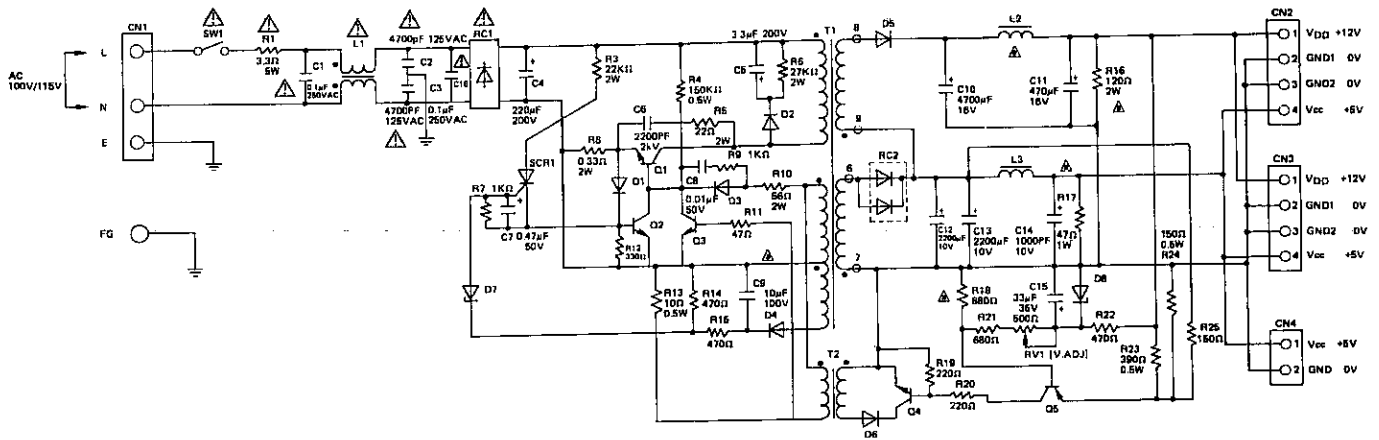 CN1
L
AC
100V/115V
N
E
FG
SW1
R1
3.3Ω
5W
C1
0.1μF
250VAC
L1
4700pF 125VAC
C2
C3
4700PF
125VAC
C16
0.1μF
250VAC
RC1
C4
220μF
200V
R3
22KΩ
2W
R4
150KΩ
0.5W
3.3μF 200V
C5
R6
27KΩ
2W
D2
T1
C6
2200PF
2kV
R5
22Ω
2W
R8
0.33Ω
2W
Q1
R9 1KΩ
SCR1
D1
C8
0.01μF
50V
D3
R10
56Ω
2W
R7 1KΩ
C7 0.47μF
50V
Q2
Q3
R11
47Ω
R12
330Ω
D7
R13
10Ω
0.5W
R14
470Ω
C9
10μF
100V
R15
470Ω
D4
T2
8
9
6
7
D5
L2
C10
4700μF
16V
C11
470μF
16V
R16
120Ω
2W
RC2
L3
C12
2200μF
10V
C13
2200μF
10V
C14
1000PF
10V
R17
47Ω
1W
150Ω
0.5W
R24
R18
680Ω
C15
33μF
35V
D8
R21
680Ω
500Ω
RV1 [V.ADJ]
R22
470Ω
R23
390Ω
0.5W
R25
150Ω
R19
220Ω
R20
220Ω
Q4
Q5
D6
CN2
1 VDD +12V
2 GND1 0V
3 GND2 0V
4 Vcc +5V
CN3
1 VDD +12V
2 GND1 0V
3 GND2 0V
4 Vcc +5V
CN4
1 Vcc +5V
2 GND 0V